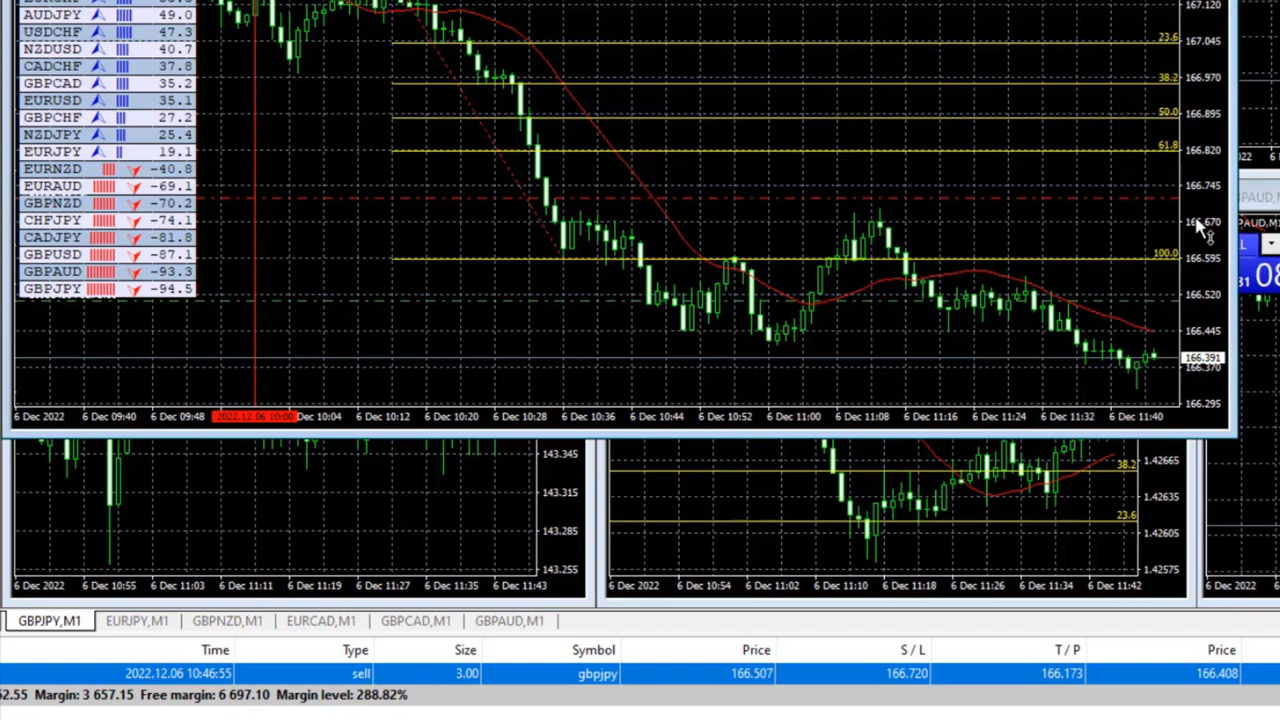 167.120
AUDJPY 49.0
USDCHF 47.3
167.045
23.6
NZDUSD 40.7
CADCHF 37.8
166.970
38.2
GBPCAD 35.2
EURUSD 35.1
166.895
50.0
GBPCHF 27.2
NZDJPY 25.4
166.820
61.8
EURJPY 19.1
EURNZD -40.8
EURAUD -69.1
166.745
GBPNZD -70.2
CHFJPY -74.1
CADJPY -81.8
GBPUSD -87.1
166.595
100.0
GBPAUD -93.3
GBPJPY -94.5
166.520
166.445
166.391
166.370
166.295
6 Dec 2022 6 Dec 09:40 6 Dec 09:48 2022.12.06 10:00 Dec 10:04 6 Dec 10:12 6 Dec 10:20 6 Dec 10:28 6 Dec 10:36 6 Dec 10:44 6 Dec 10:52 6 Dec 11:00 6 Dec 11:08 6 Dec 11:16 6 Dec 11:24 6 Dec 11:32 6 Dec 11:40
143.345
143.315
143.285
143.255
6 Dec 2022 6 Dec 10:55 6 Dec 11:03 6 Dec 11:11 6 Dec 11:19 6 Dec 11:27 6 Dec 11:35 6 Dec 11:43
1.42665
38.2
1.42635
23.6
1.42605
1.42575
6 Dec 2022 6 Dec 10:54 6 Dec 11:02 6 Dec 11:10 6 Dec 11:18 6 Dec 11:26 6 Dec 11:34 6 Dec 11:42
6 Dec 2022
GBPJPY,M1 EURJPY,M1 GBPNZD,M1 EURCAD,M1 GBPCAD,M1 GBPAUD,M1
Time Type Size Symbol Price S / L T / P Price
2022.12.06 10:46:55 sell 3.00 gbpjpy 166.507 166.720 166.173 166.408
Margin: 3 657.15 Free margin: 6 697.10 Margin level: 288.82%